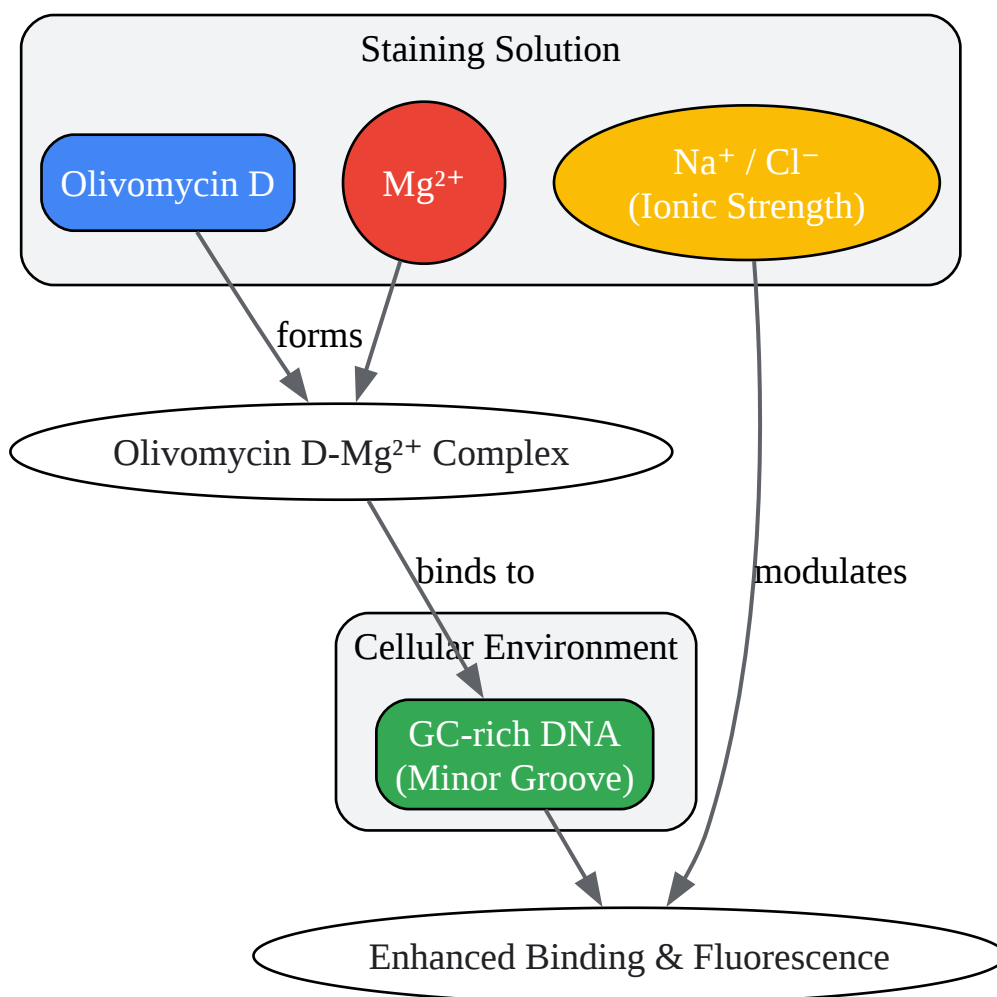 Staining Solution
Olivomycin D
Mg²⁺
Na⁺ / Cl⁻
(Ionic Strength)
forms
Olivomycin D-Mg²⁺ Complex
binds to
modulates
Cellular Environment
GC-rich DNA
(Minor Groove)
Enhanced Binding & Fluorescence